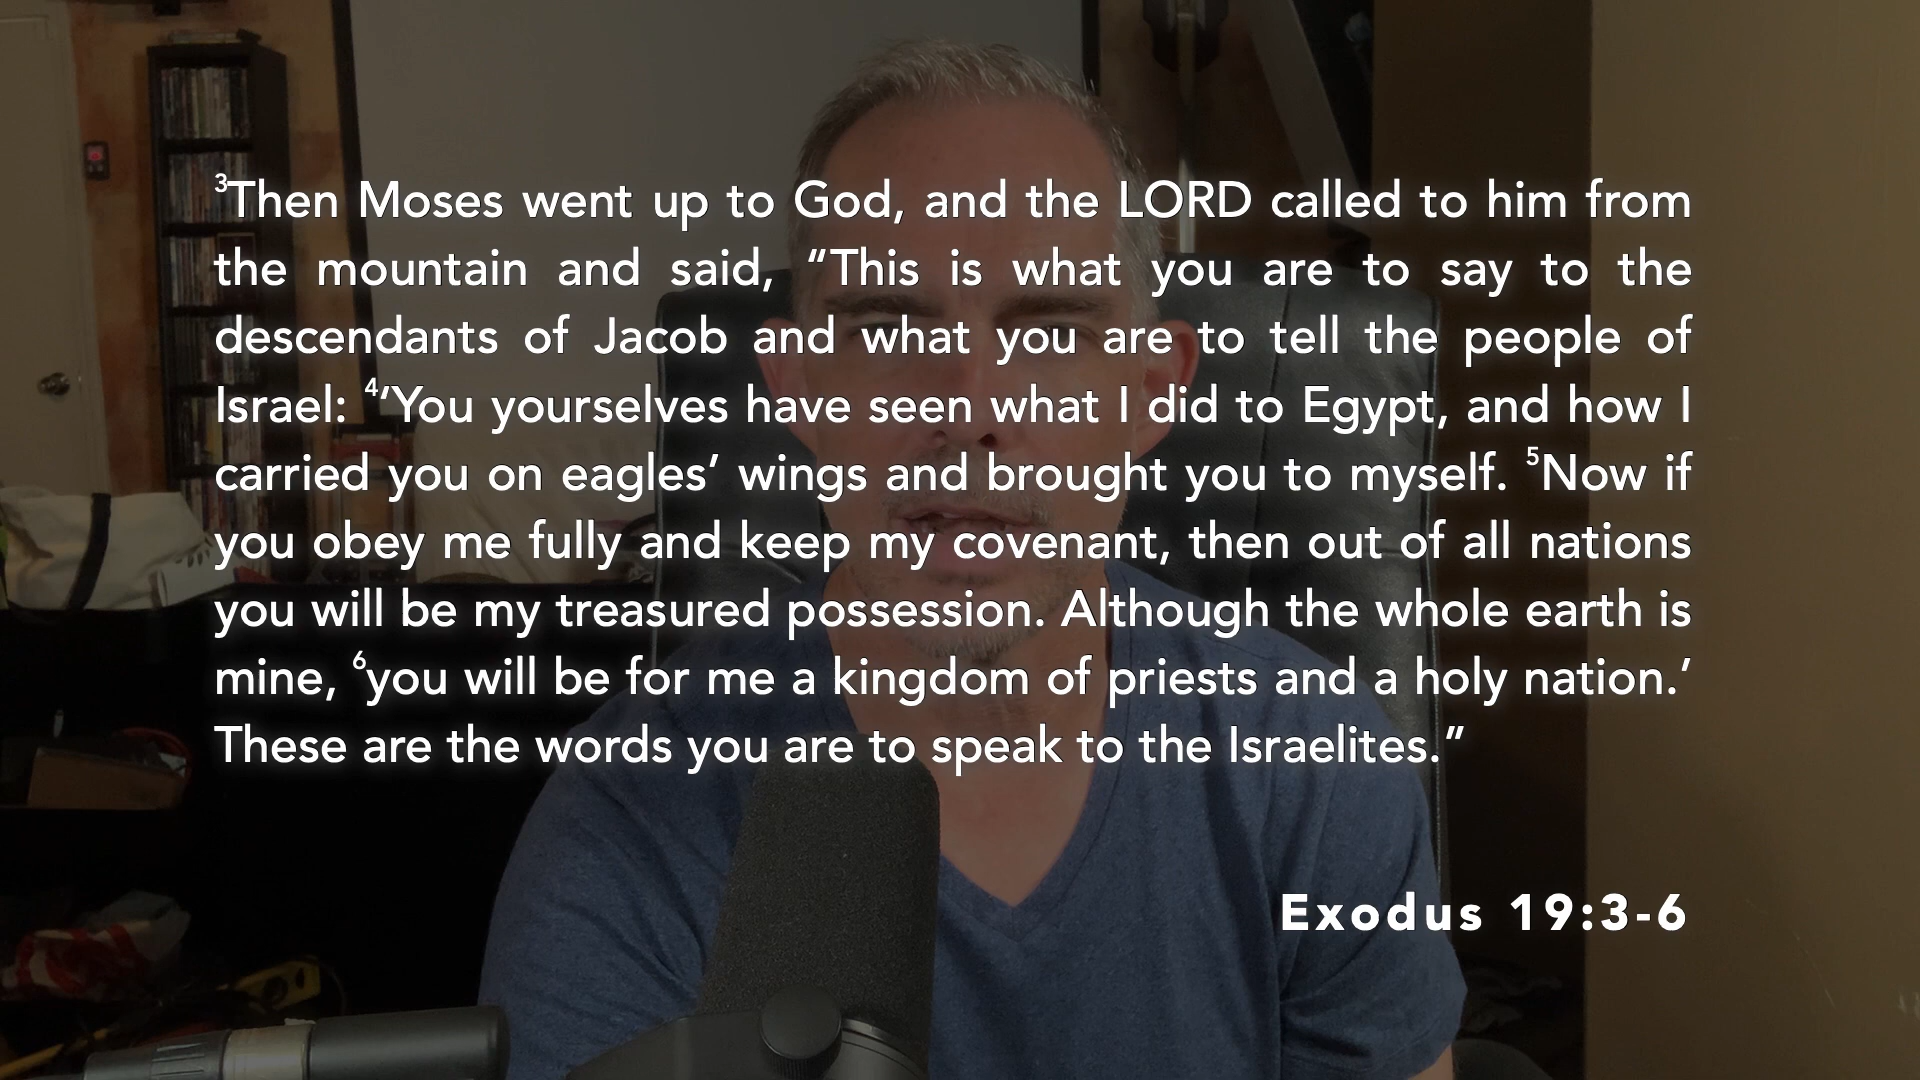 ³Then Moses went up to God, and the LORD called to him from
the mountain and said, “This is what you are to say to the
descendants of Jacob and what you are to tell the people of
Israel: ⁴‘You yourselves have seen what I did to Egypt, and how I
carried you on eagles’ wings and brought you to myself. ⁵Now if
you obey me fully and keep my covenant, then out of all nations
you will be my treasured possession. Although the whole earth is
mine, ⁶you will be for me a kingdom of priests and a holy nation.’
These are the words you are to speak to the Israelites.”
Exodus 19:3-6